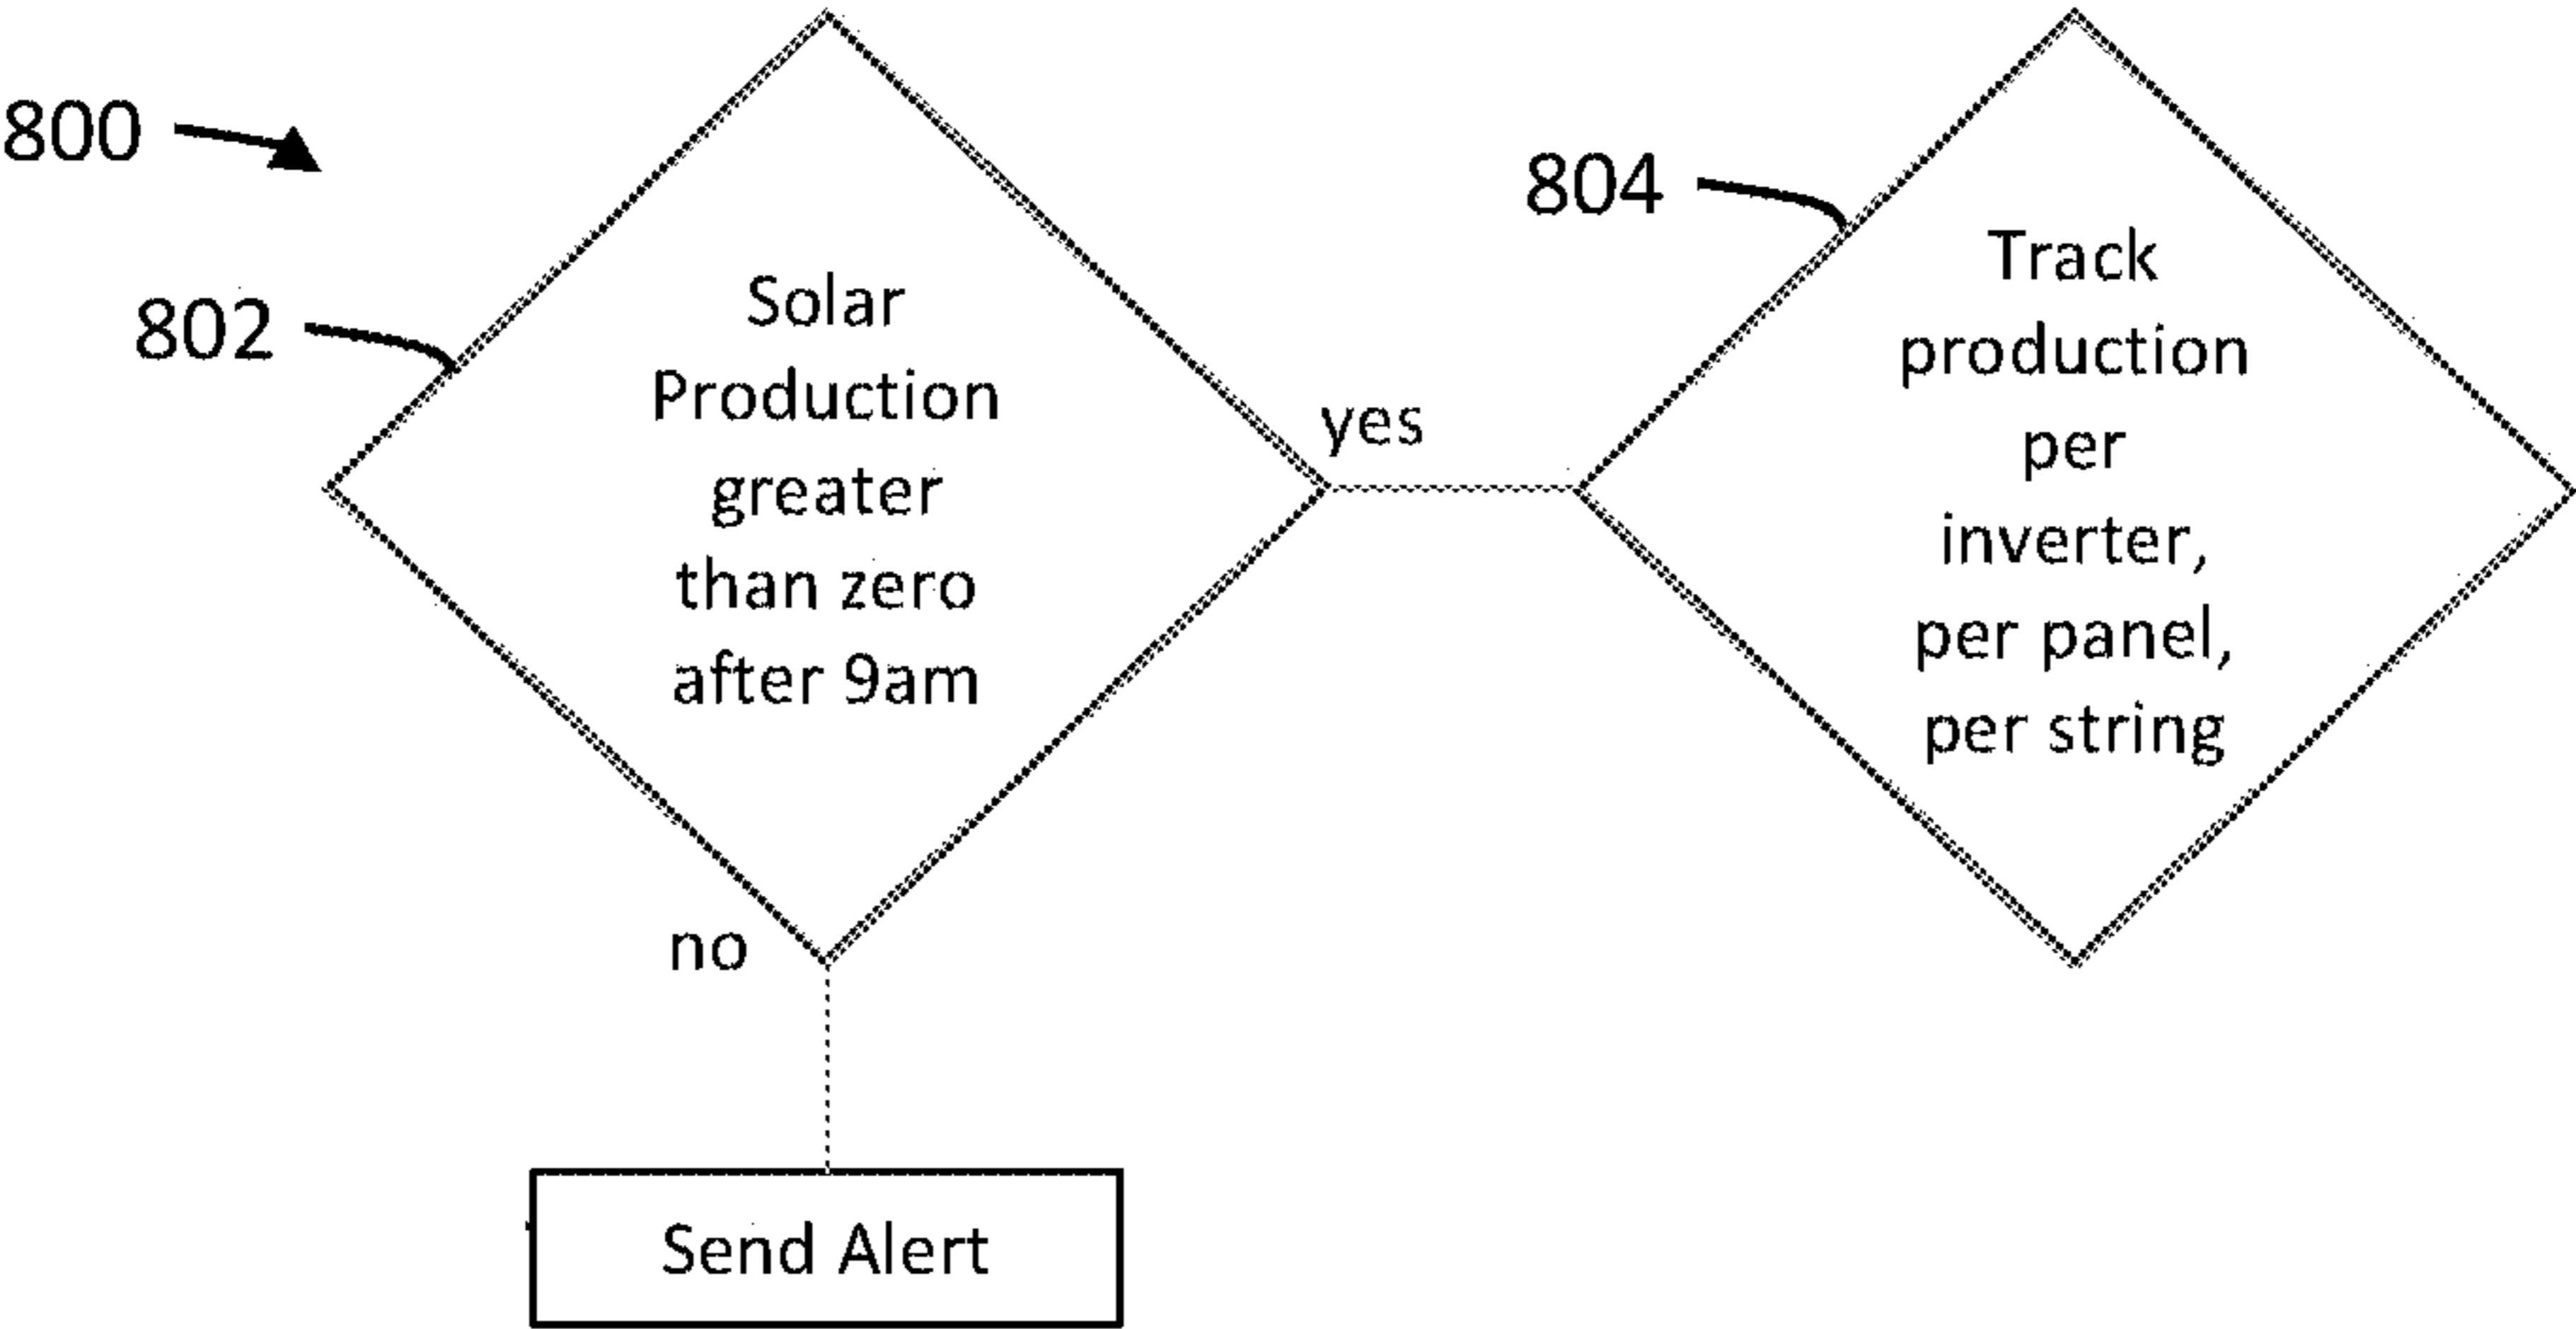 800
802
Solar
Production
greater
than zero
after 9am
yes
804
Track
production
per
inverter,
per panel,
per string
no
Send Alert